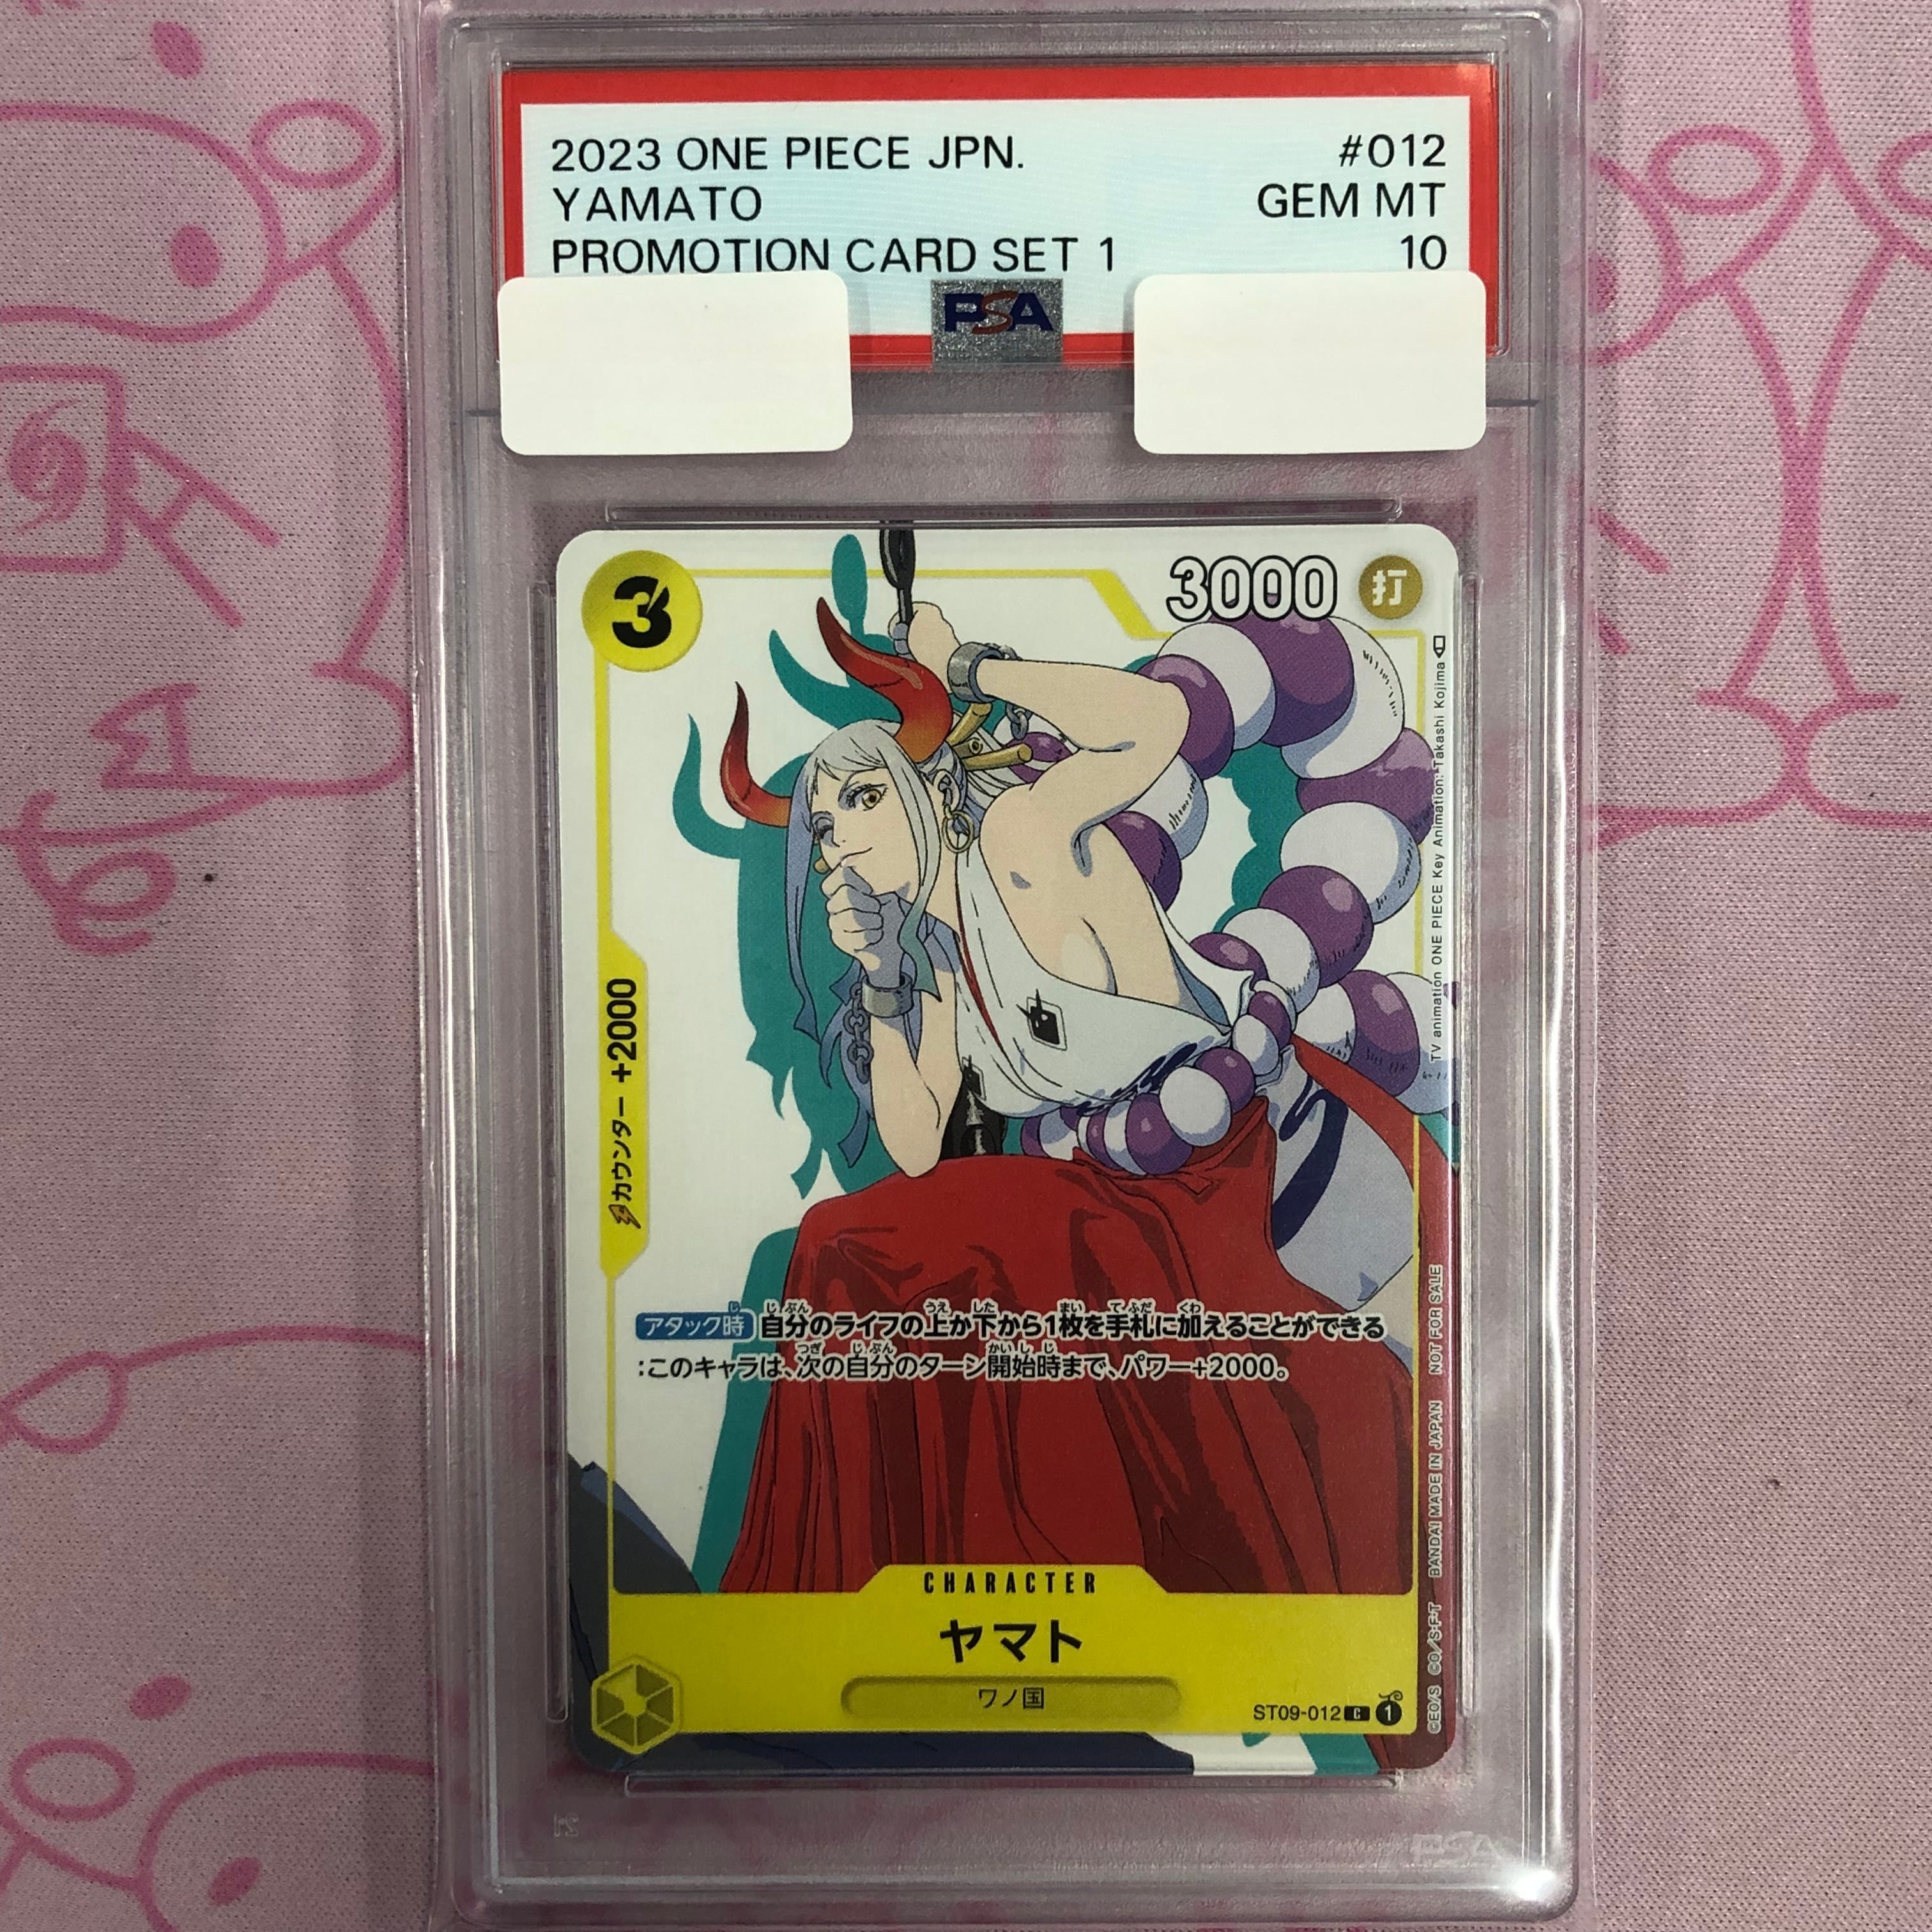 2023 ONE PIECE JPN. #012
YAMATO GEM MT
PROMOTION CARD SET 1 10
PSA
3
3000 打
TV animation ONE PIECE Key Animation: Takashi Kojima
カウンター +2000
アタック時 自分のライフの上か下から1枚を手札に加えることができる
:このキャラは、次の自分のターン開始時まで、パワー+2000。
CHARACTER
ヤマト
ワノ国
ST09-012 C 1
©EO/S ©O/S・F・T BANDAI MADE IN JAPAN NOT FOR SALE
PSA